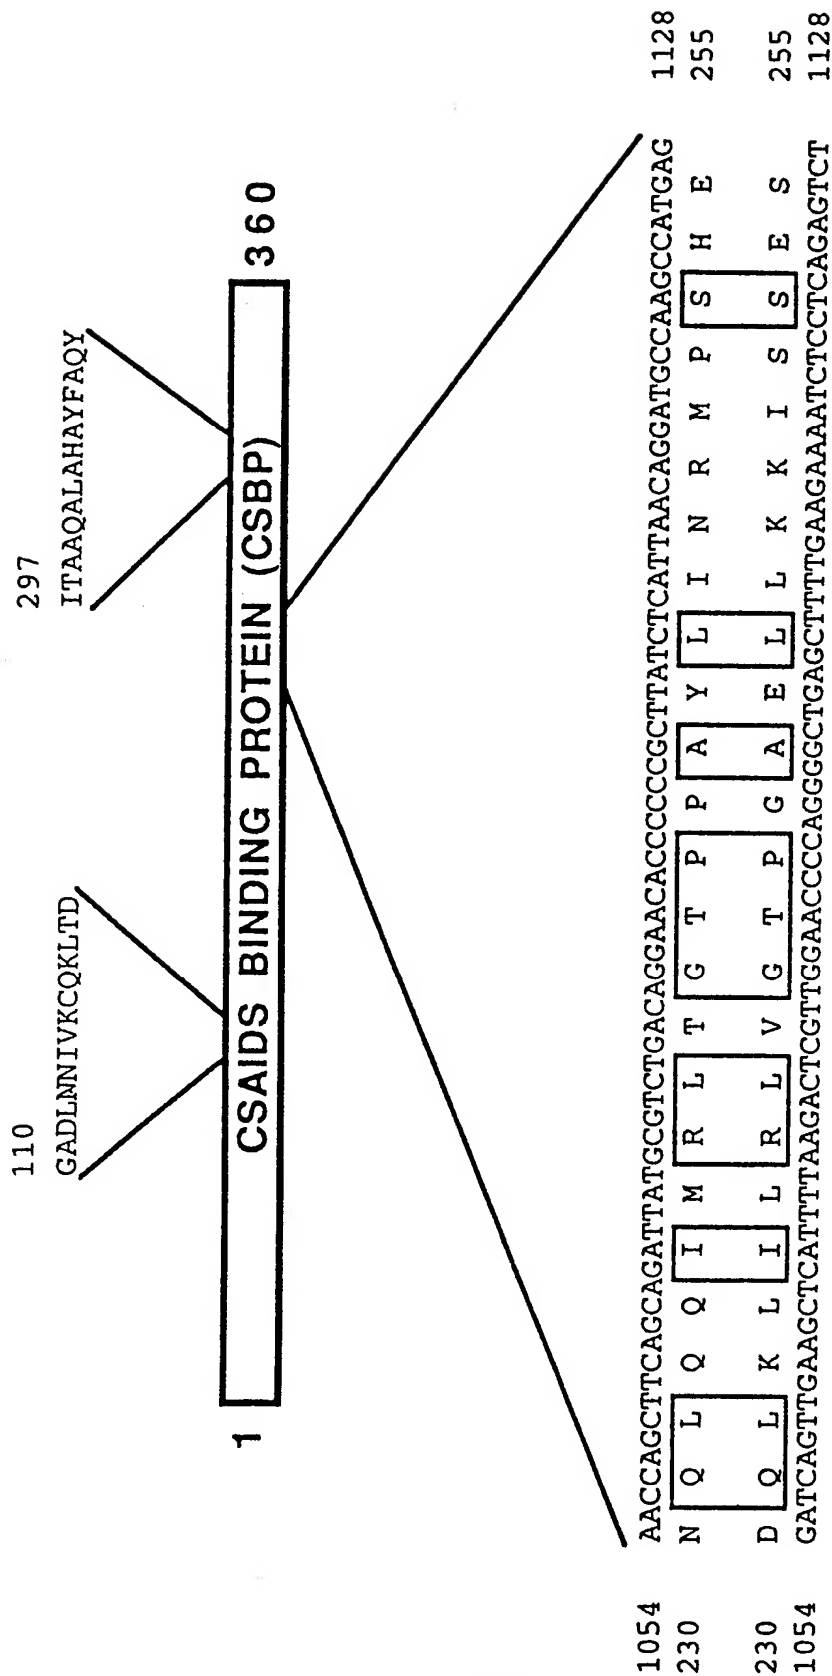 110
GADLNNIVKCQKLTD
297
ITAAQALAHAYFAQY
1 CSAIDS BINDING PROTEIN (CSBP) 360
1054 AACCAGCTTCAGCAGATTATGCGTCTGACAGGAACACCCCCCGCTTATCTCATTAACAGGATGCCAAGCCATGAG 1128
230 N Q L Q Q I M R L T G T P P A Y L I N R M P S H E 255
230 D Q L K L I L R L V G T P G A E L L K K I S S E S 255
1054 GATCAGTTGAAGCTCATTTTAAGACTCGTTGGAACCCCAGGGGCTGAGCTTTTGAAGAAAATCTCCTCAGAGTCT 1128